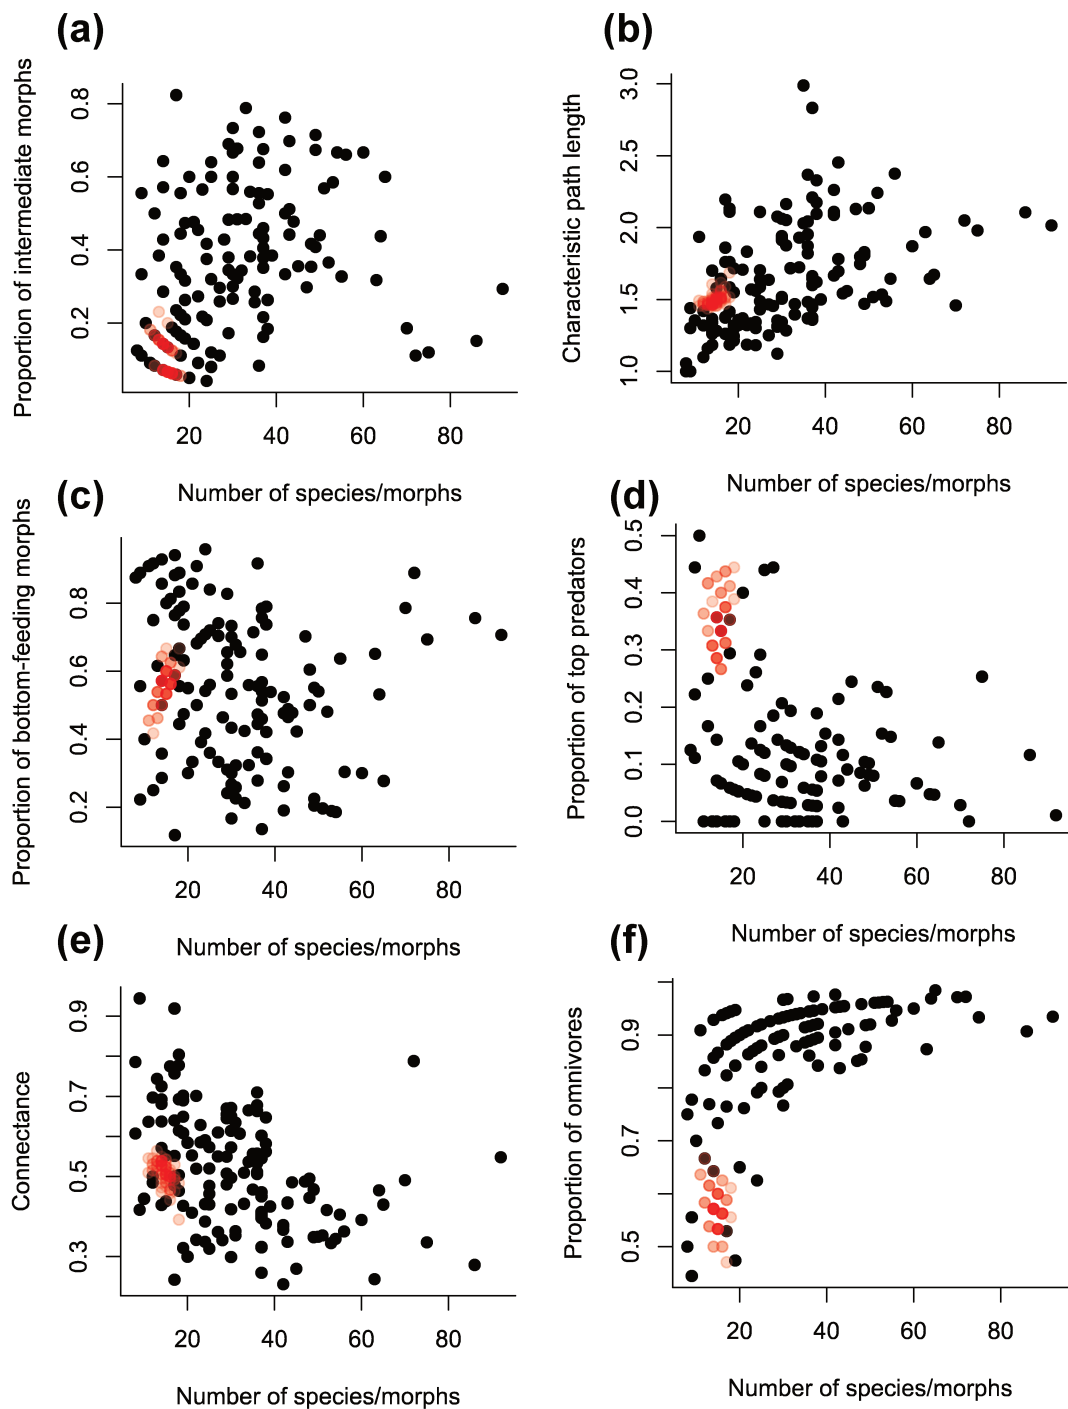 (a)
Proportion of intermediate morphs
0.2 0.4 0.6 0.8
20 40 60 80
Number of species/morphs
(b)
Characteristic path length
1.0 1.5 2.0 2.5 3.0
20 40 60 80
Number of species/morphs
(c)
Proportion of bottom-feeding morphs
0.2 0.4 0.6 0.8
20 40 60 80
Number of species/morphs
(d)
Proportion of top predators
0.0 0.1 0.2 0.3 0.4 0.5
20 40 60 80
Number of species/morphs
(e)
Connectance
0.3 0.5 0.7 0.9
20 40 60 80
Number of species/morphs
(f)
Proportion of omnivores
0.5 0.7 0.9
20 40 60 80
Number of species/morphs